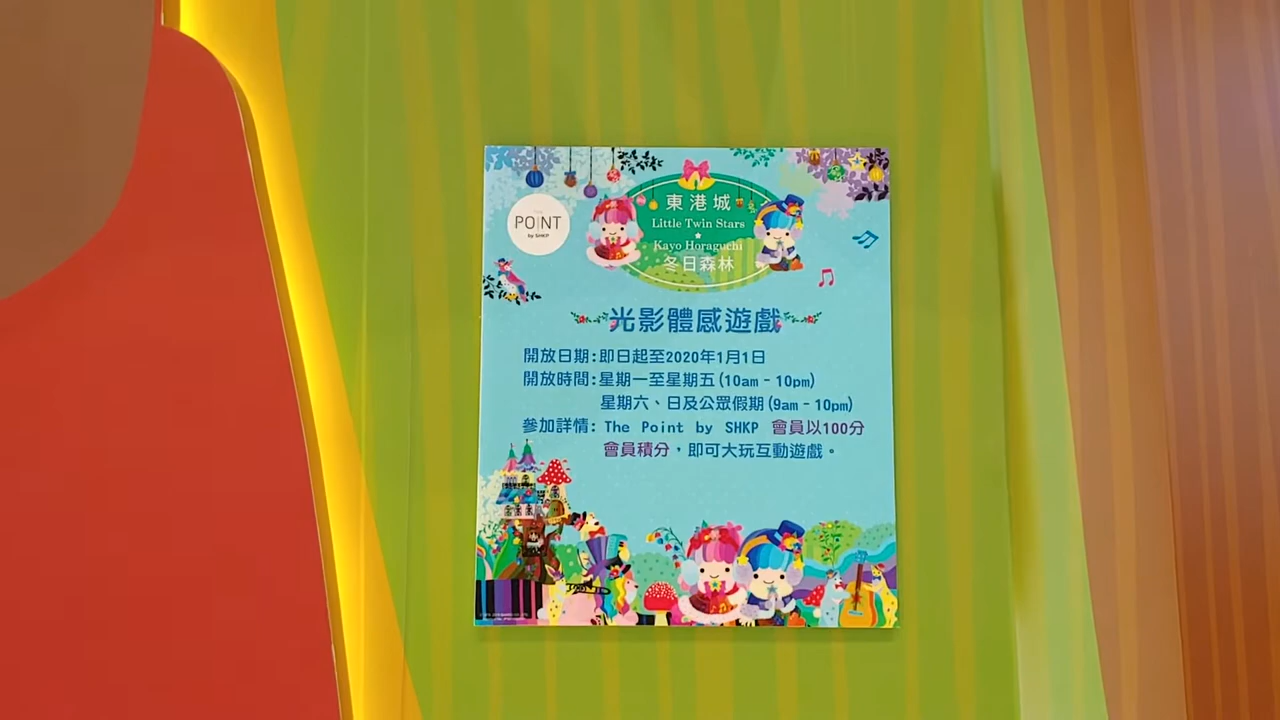 POINT
by SHKP
東港城
Little Twin Stars
Kayo Horaguchi
冬日森林
光影體感遊戲
開放日期:即日起至2020年1月1日
開放時間:星期一至星期五(10am–10pm)
星期六、日及公眾假期(9am–10pm)
參加詳情: The Point by SHKP 會員以100分
會員積分,即可大玩互動遊戲。